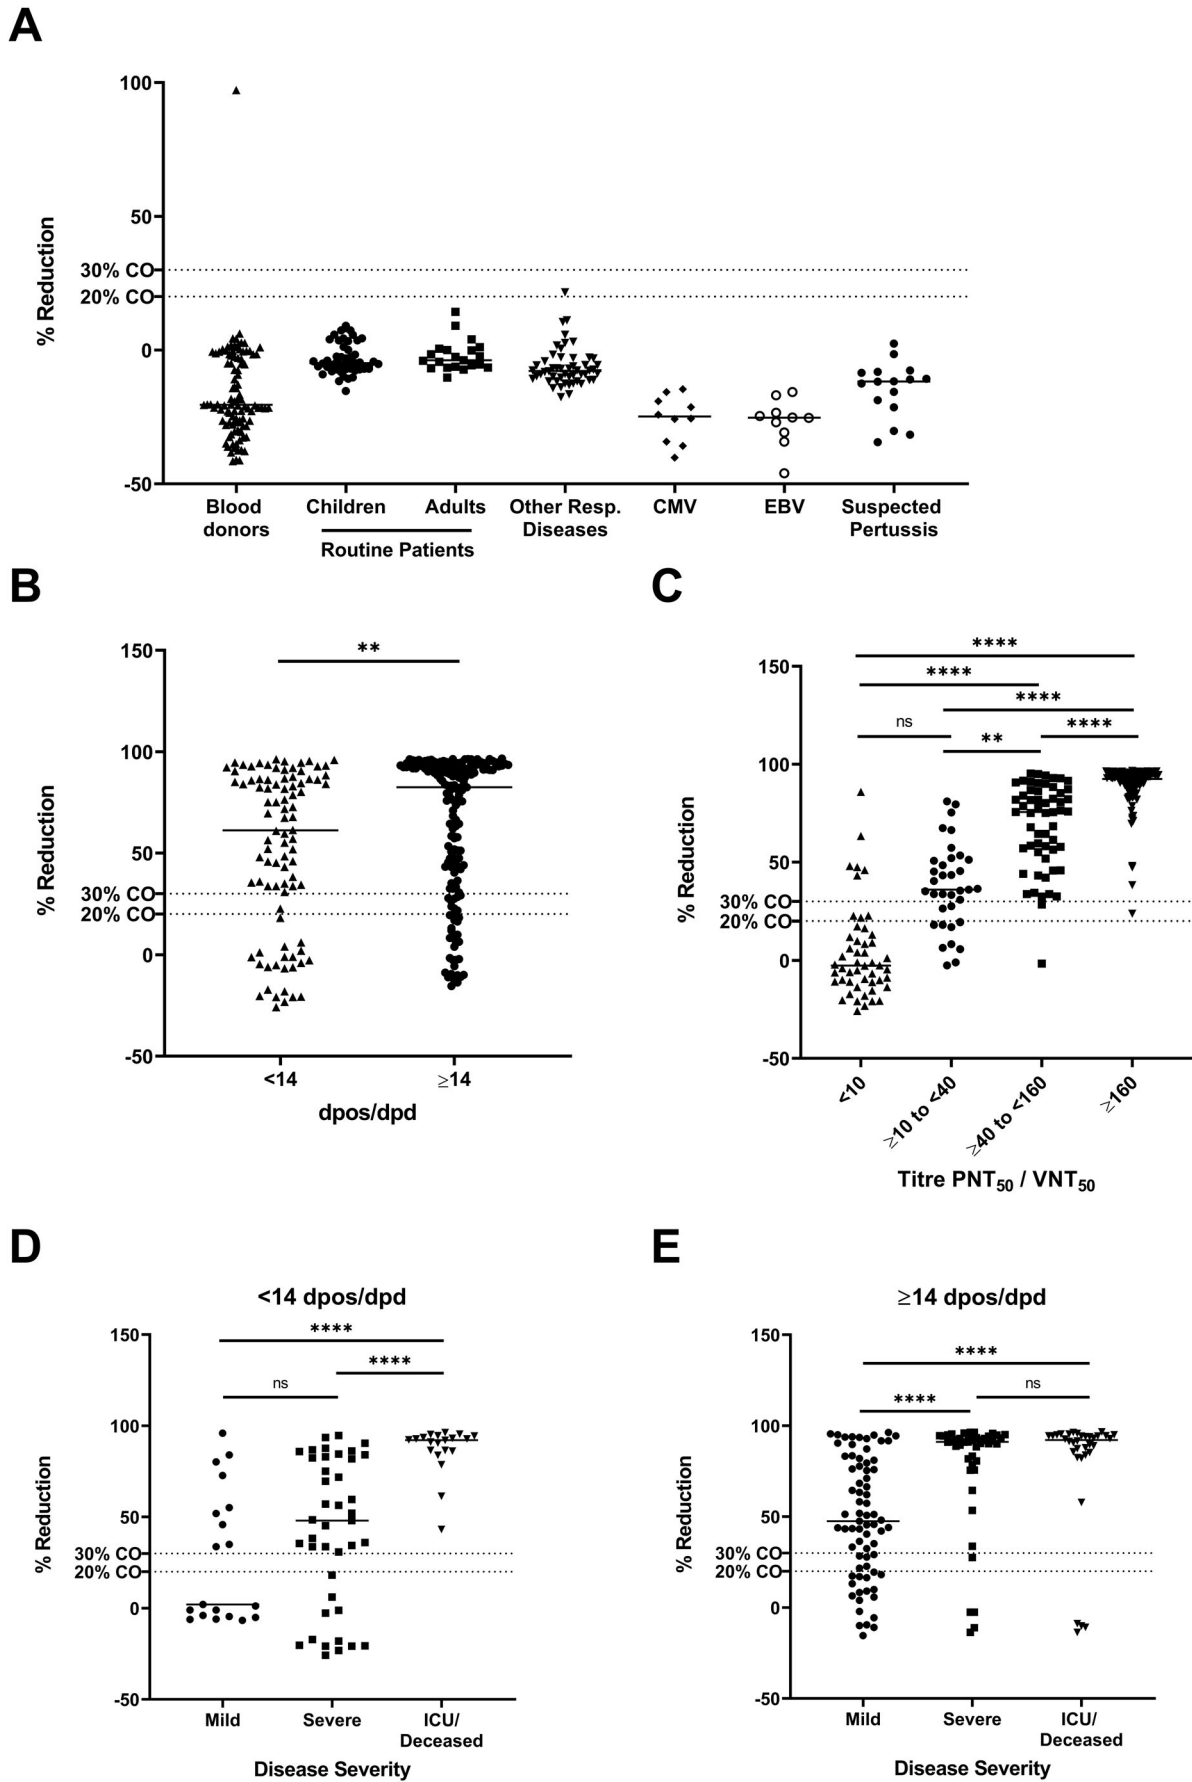 A
% Reduction
100
50
30% CO
20% CO
0
-50
Blood donors
Children
Adults
Other Resp. Diseases
CMV
EBV
Suspected Pertussis
Routine Patients
B
% Reduction
150
100
50
30% CO
20% CO
0
-50
**
<14
≥14
dpos/dpd
C
% Reduction
150
100
50
30% CO
20% CO
0
-50
****
****
****
ns
****
**
<10
≥10 to <40
≥40 to <160
≥160
Titre PNT50 / VNT50
D
<14 dpos/dpd
% Reduction
150
100
50
30% CO
20% CO
0
-50
****
****
ns
Mild
Severe
ICU/
Deceased
Disease Severity
E
≥14 dpos/dpd
% Reduction
150
100
50
30% CO
20% CO
0
-50
****
ns
****
Mild
Severe
ICU/
Deceased
Disease Severity